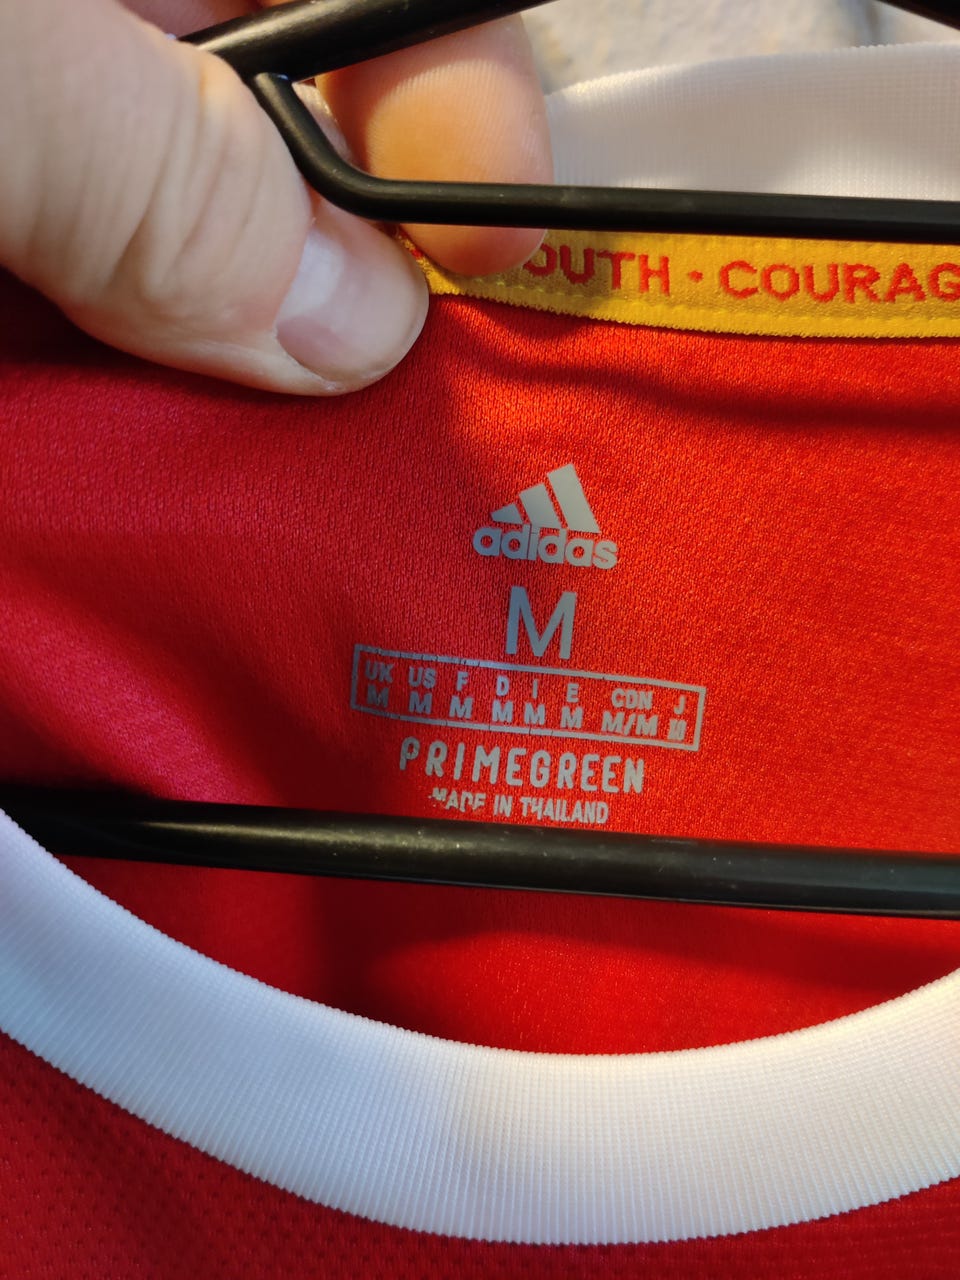 OUTH · COURAG
adidas
M
UK US F D I E CDN J
M M M M M M M/M
PRIMEGREEN
MADE IN THAILAND